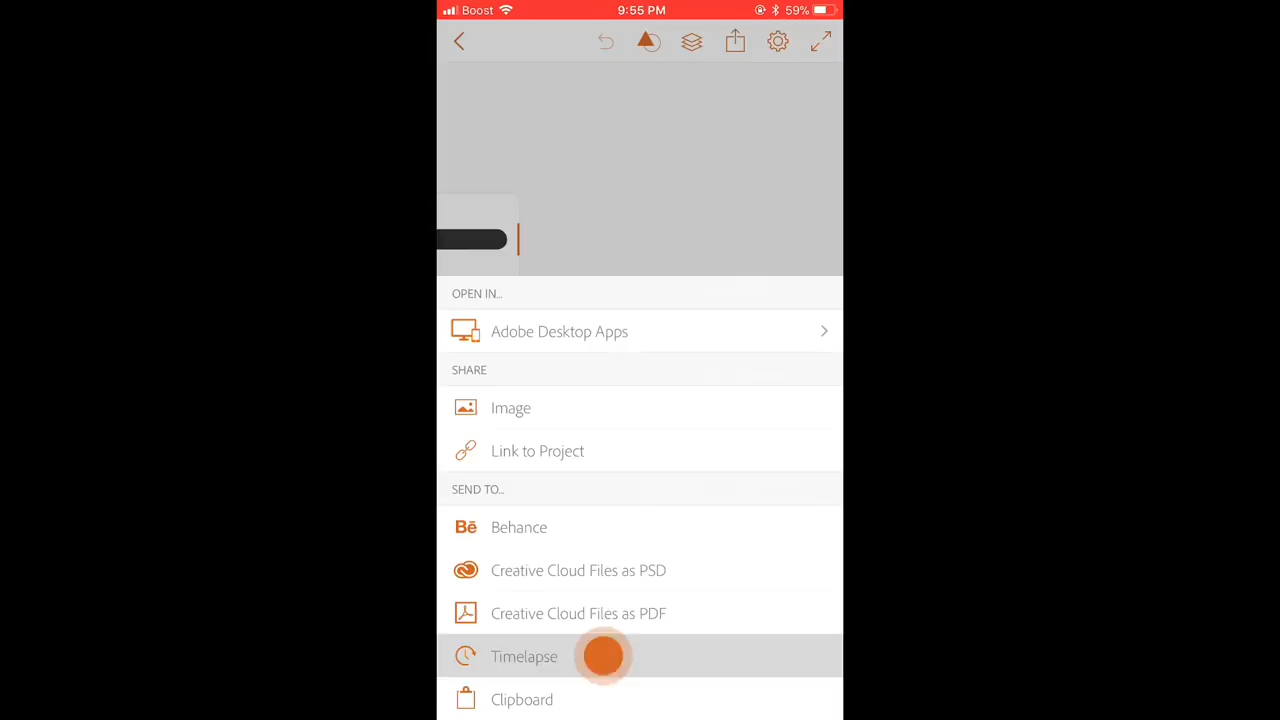 Boost 9:55 PM 59%
OPEN IN...
Adobe Desktop Apps
SHARE
Image
Link to Project
SEND TO...
Bē Behance
Creative Cloud Files as PSD
Creative Cloud Files as PDF
Timelapse
Clipboard